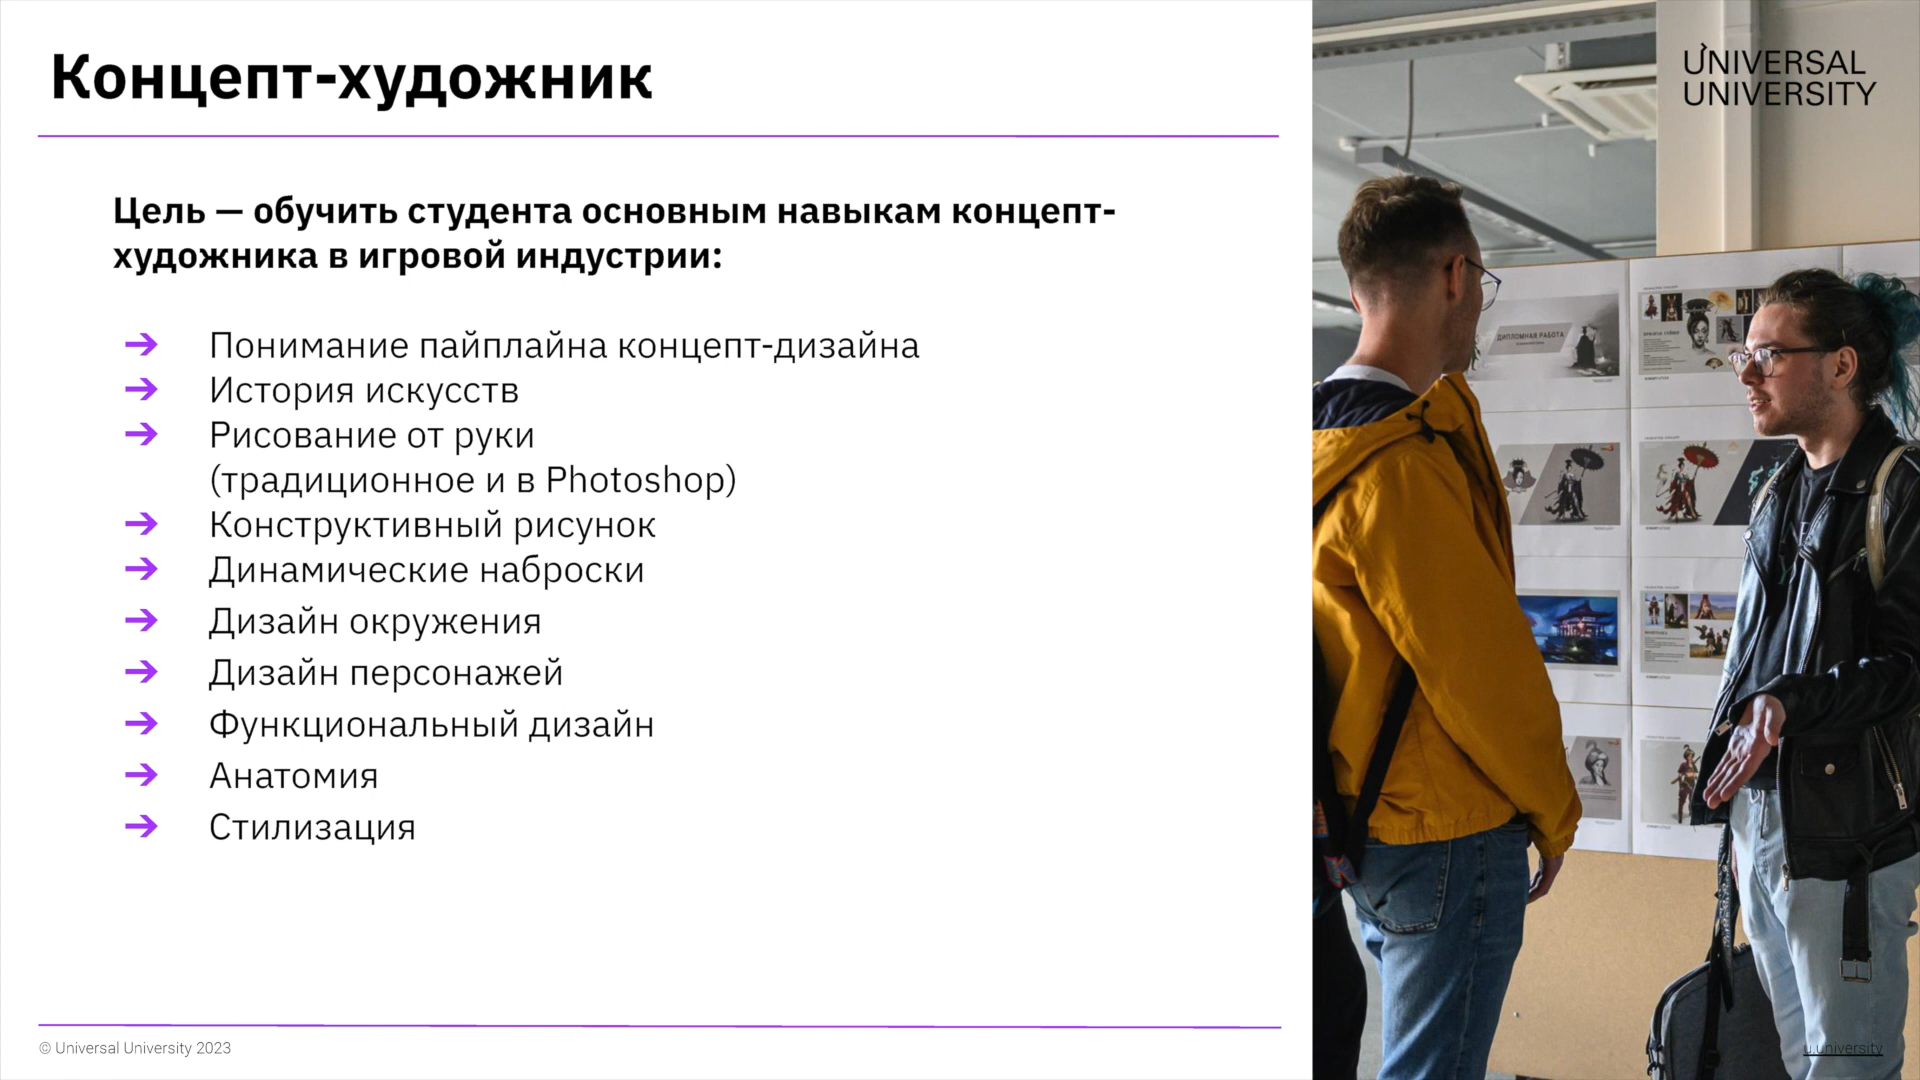 Концепт-художник
UNIVERSAL
UNIVERSITY
Цель — обучить студента основным навыкам концепт-
художника в игровой индустрии:
➔ Понимание пайплайна концепт-дизайна
➔ История искусств
➔ Рисование от руки
(традиционное и в Photoshop)
➔ Конструктивный рисунок
➔ Динамические наброски
➔ Дизайн окружения
➔ Дизайн персонажей
➔ Функциональный дизайн
➔ Анатомия
➔ Стилизация
ДИПЛОМНАЯ РАБОТА
© Universal University 2023
u.university